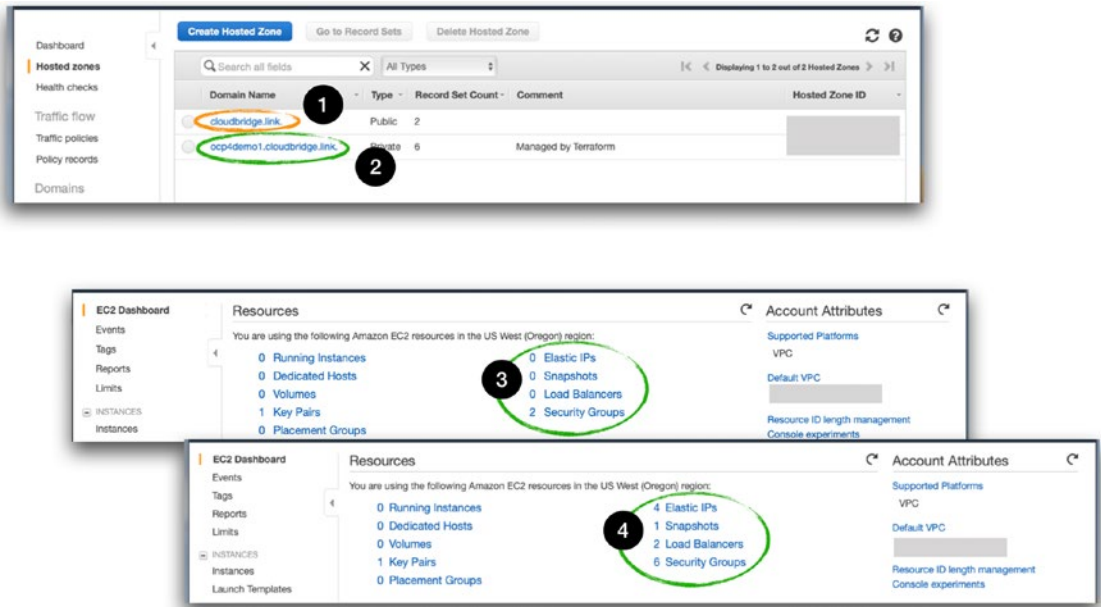 Create Hosted Zone Go to Record Sets Delete Hosted Zone
Dashboard
Hosted zones
Health checks
Traffic flow
Traffic policies
Policy records
Domains
Search all fields X All Types Displaying 1 to 2 out of 2 Hosted Zones
Domain Name Type Record Set Count Comment Hosted Zone ID
1
cloudbridge.link. Public 2
ocp4demo1.cloudbridge.link. Private 6 Managed by Terraform
2
EC2 Dashboard
Events
Tags
Reports
Limits
INSTANCES
Instances
Resources
You are using the following Amazon EC2 resources in the US West (Oregon) region:
0 Running Instances 0 Elastic IPs
0 Dedicated Hosts 0 Snapshots
0 Volumes 0 Load Balancers
1 Key Pairs 2 Security Groups
0 Placement Groups
3
Account Attributes
Supported Platforms
VPC
Default VPC
Resource ID length management
Console experiments
EC2 Dashboard
Events
Tags
Reports
Limits
INSTANCES
Instances
Launch Templates
Resources
You are using the following Amazon EC2 resources in the US West (Oregon) region:
0 Running Instances 4 Elastic IPs
0 Dedicated Hosts 1 Snapshots
0 Volumes 2 Load Balancers
1 Key Pairs 6 Security Groups
0 Placement Groups
4
Account Attributes
Supported Platforms
VPC
Default VPC
Resource ID length management
Console experiments